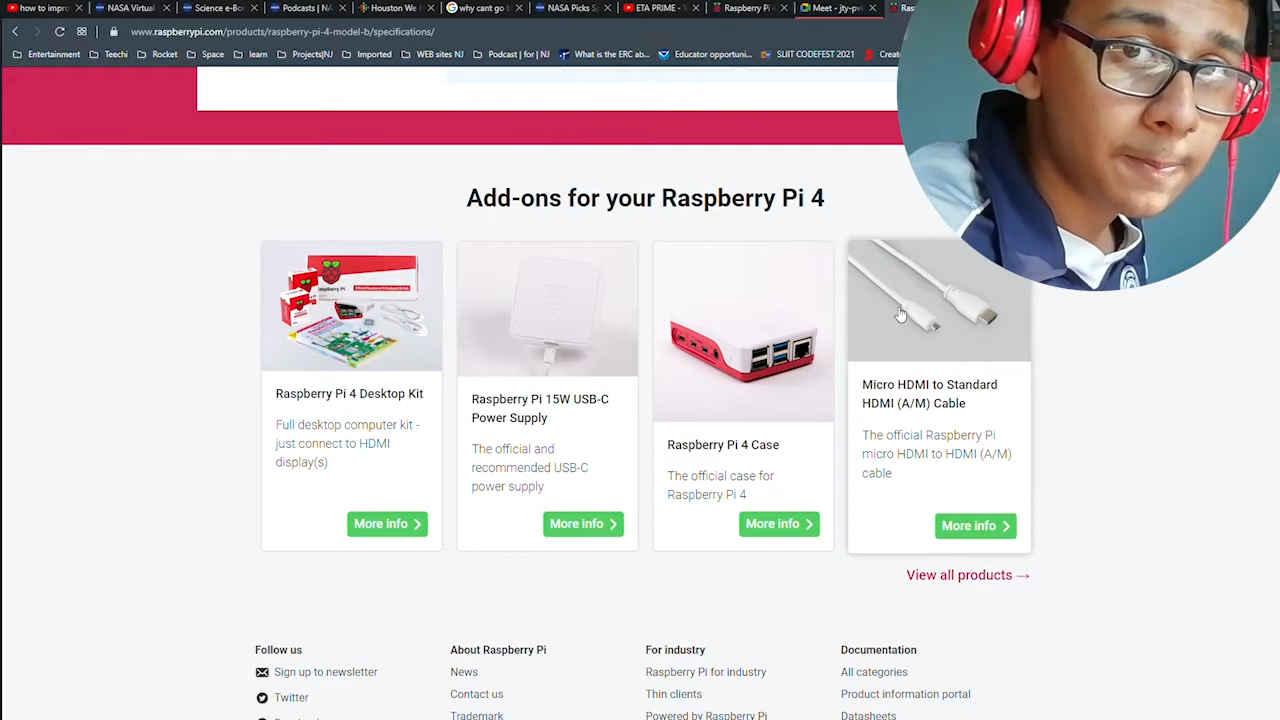 how to impro
NASA Virtual
Science e-Bo
Podcasts | NA
Houston We
why cant go t
NASA Picks Sp
ETA PRIME - Y
Raspberry Pi
Meet - jty-pvi
Ras
www.raspberrypi.com/products/raspberry-pi-4-model-b/specifications/
Entertainment
Teechi
Rocket
Space
learn
Projects|NJ
Imported
WEB sites NJ
Podcast | for | NJ
What is the ERC ab...
Educator opportuni...
SLIIT CODEFEST 2021
Create
Add-ons for your Raspberry Pi 4
Raspberry Pi 4 Desktop Kit
Full desktop computer kit -
just connect to HDMI
display(s)
More info
Raspberry Pi 15W USB-C
Power Supply
The official and
recommended USB-C
power supply
More info
Raspberry Pi 4 Case
The official case for
Raspberry Pi 4
More info
Micro HDMI to Standard
HDMI (A/M) Cable
The official Raspberry Pi
micro HDMI to HDMI (A/M)
cable
More info
View all products →
Follow us
Sign up to newsletter
Twitter
About Raspberry Pi
News
Contact us
Trademark
For industry
Raspberry Pi for industry
Thin clients
Powered by Raspberry Pi
Documentation
All categories
Product information portal
Datasheets